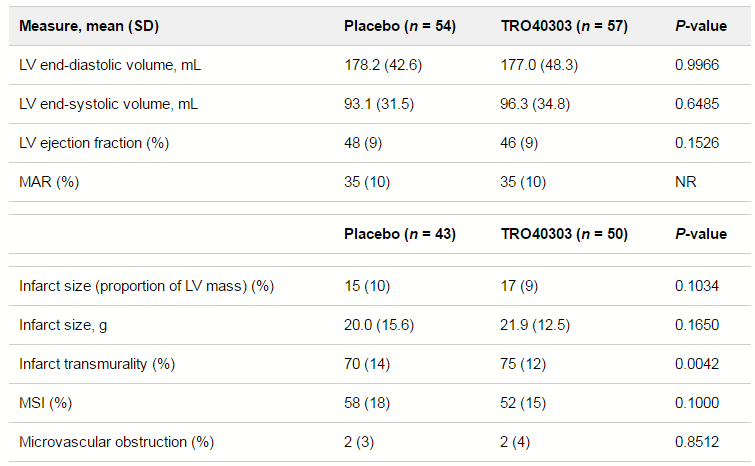 Measure, mean (SD) Placebo (n = 54) TRO40303 (n = 57) P-value
LV end-diastolic volume, mL 178.2 (42.6) 177.0 (48.3) 0.9966
LV end-systolic volume, mL 93.1 (31.5) 96.3 (34.8) 0.6485
LV ejection fraction (%) 48 (9) 46 (9) 0.1526
MAR (%) 35 (10) 35 (10) NR
Placebo (n = 43) TRO40303 (n = 50) P-value
Infarct size (proportion of LV mass) (%) 15 (10) 17 (9) 0.1034
Infarct size, g 20.0 (15.6) 21.9 (12.5) 0.1650
Infarct transmurality (%) 70 (14) 75 (12) 0.0042
MSI (%) 58 (18) 52 (15) 0.1000
Microvascular obstruction (%) 2 (3) 2 (4) 0.8512